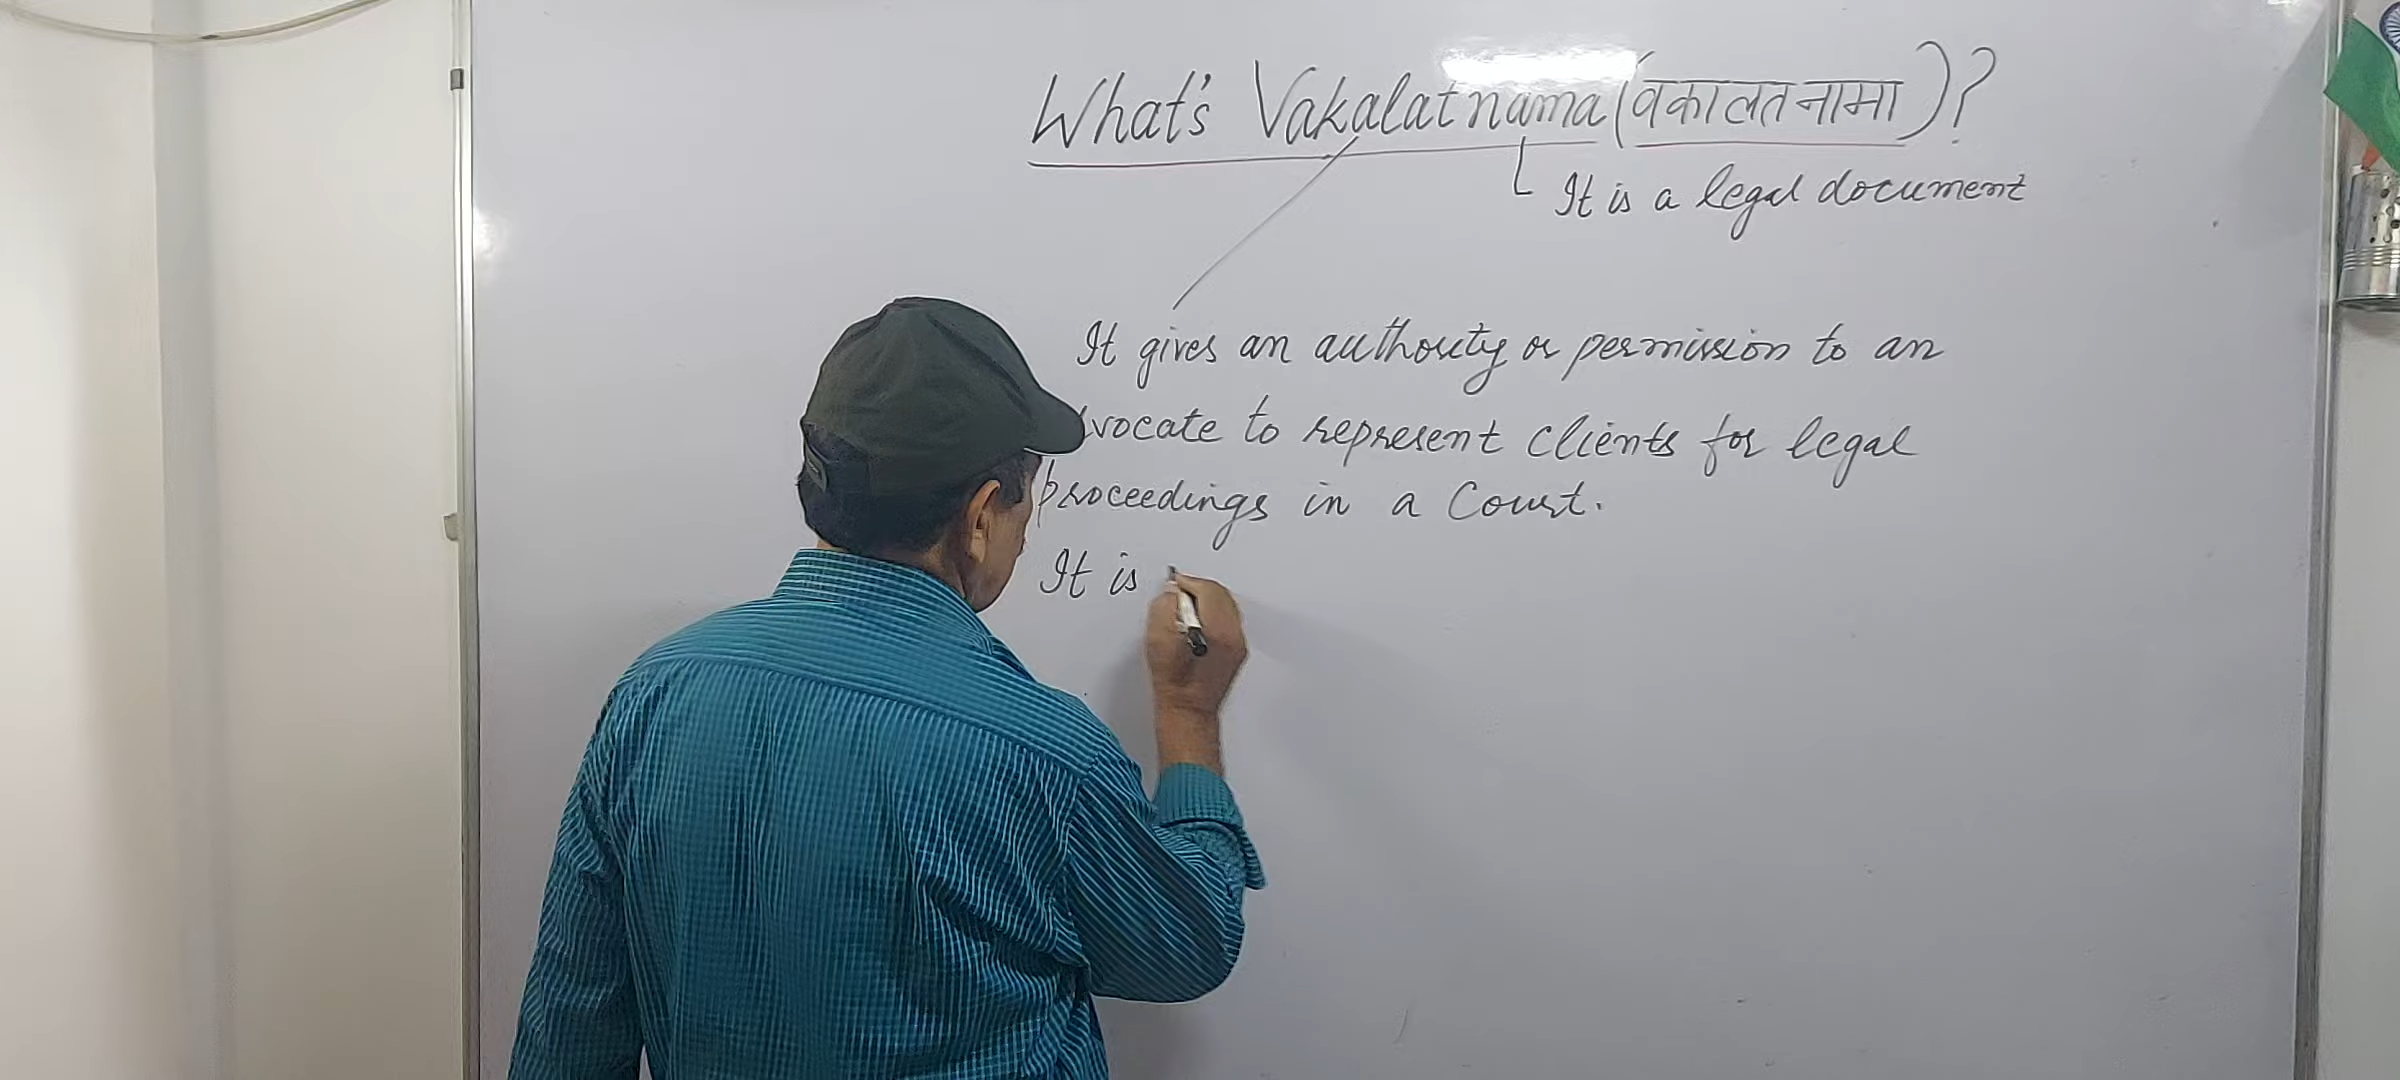 What's Vakalatnama (वकालतनामा)?
It is a legal document
It gives an authority or permission to an
to represent clients for legal
proceedings in a Court.
It is